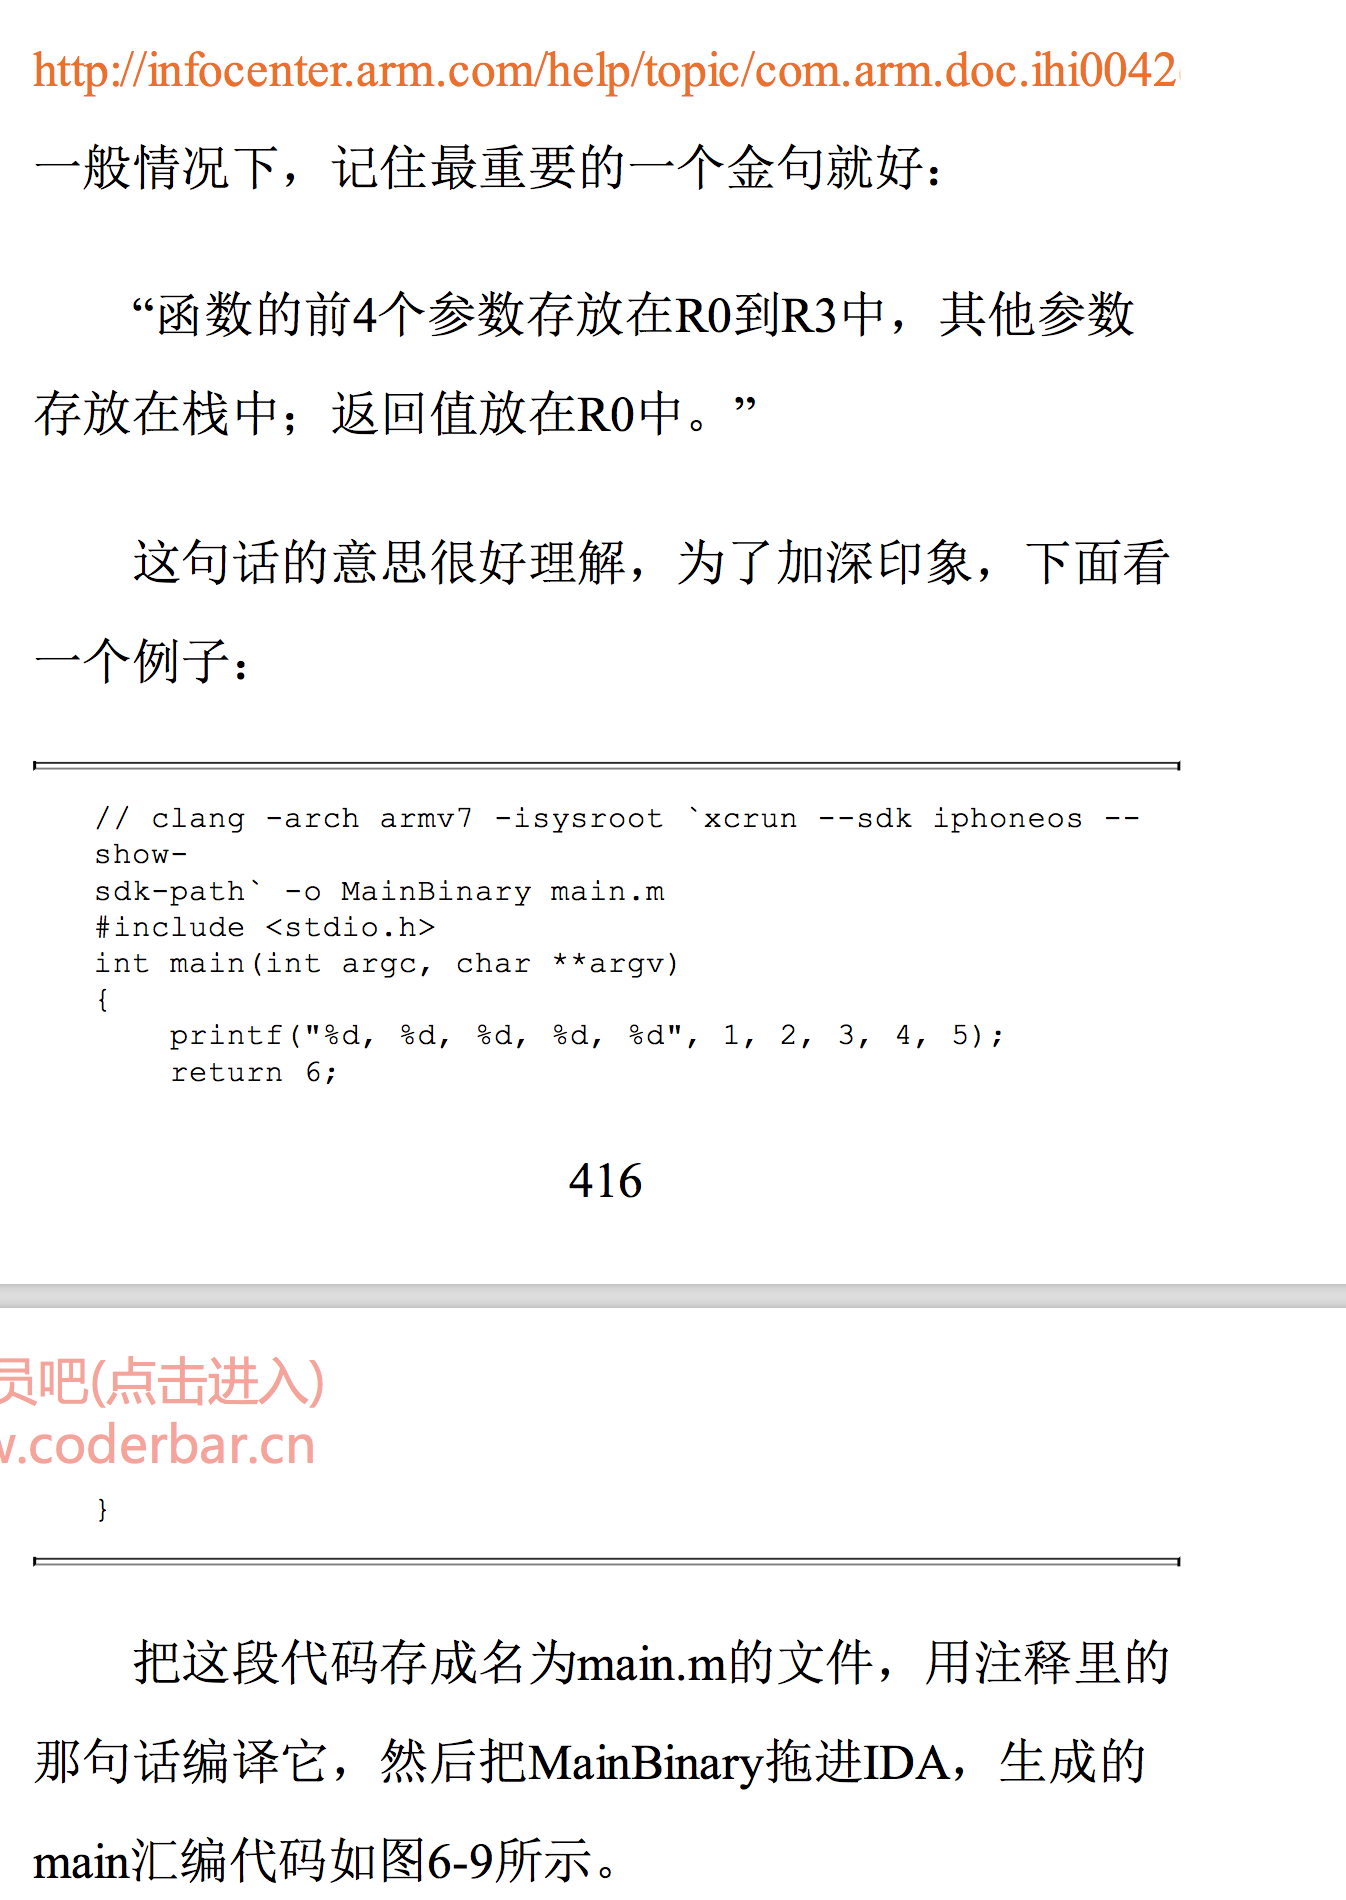 http://infocenter.arm.com/help/topic/com.arm.doc.ihi0042
一般情况下，记住最重要的一个金句就好：
“函数的前4个参数存放在R0到R3中，其他参数
存放在栈中；返回值放在R0中。”
这句话的意思很好理解，为了加深印象，下面看
一个例子：
// clang -arch armv7 -isysroot `xcrun --sdk iphoneos --
show-
sdk-path` -o MainBinary main.m
#include <stdio.h>
int main(int argc, char **argv)
{
    printf("%d, %d, %d, %d, %d", 1, 2, 3, 4, 5);
    return 6;
416
员吧(点击进入)
.coderbar.cn
}
把这段代码存成名为main.m的文件，用注释里的
那句话编译它，然后把MainBinary拖进IDA，生成的
main汇编代码如图6-9所示。